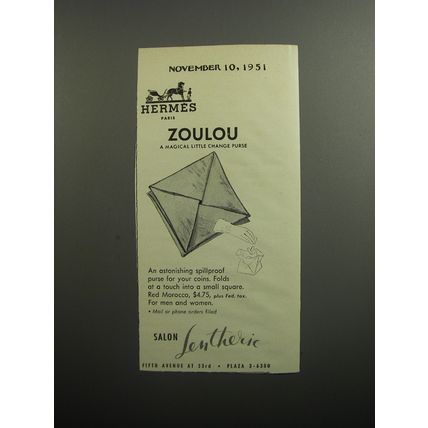 NOVEMBER 10, 1951
HERMÈS
PARIS
ZOULOU
A MAGICAL LITTLE CHANGE PURSE
An astonishing spillproof
purse for your coins. Folds
at a touch into a small square.
Red Morocco, $4.75, plus Fed. tax.
For men and women.
• Mail or phone orders filled
SALON Lentheric
FIFTH AVENUE AT 53rd • PLAZA 3-6300